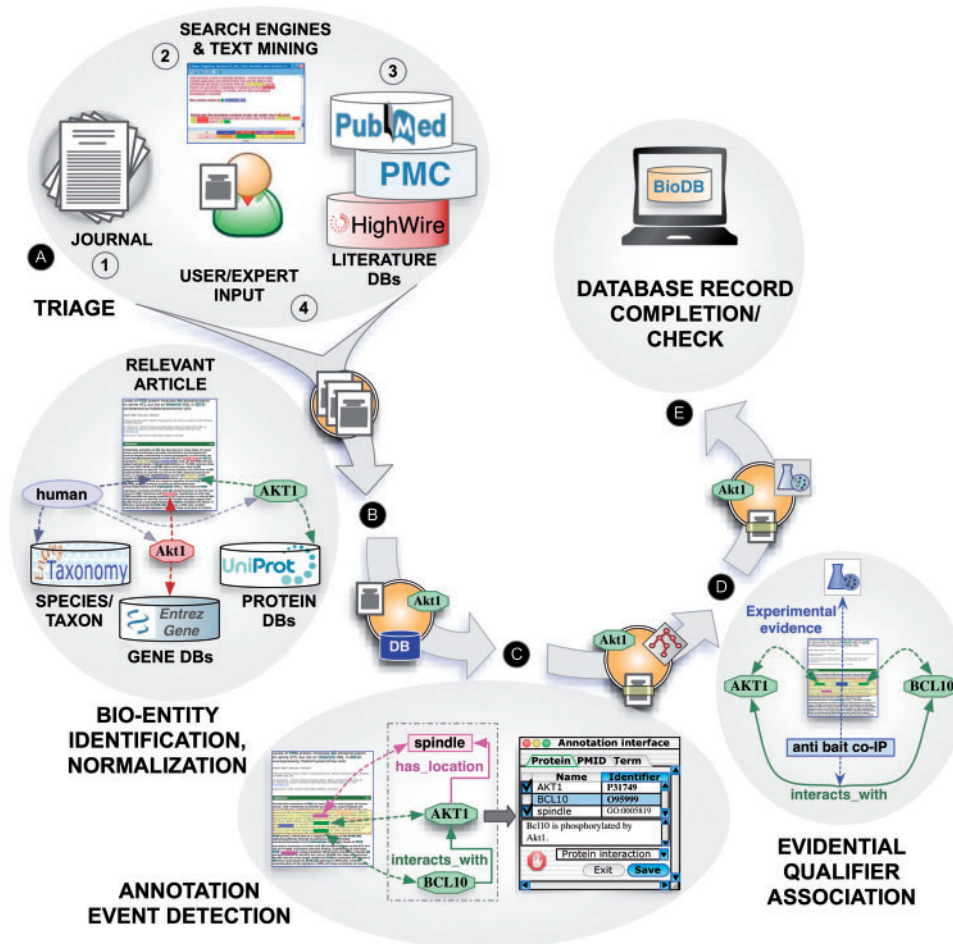 SEARCH ENGINES
& TEXT MINING
2
3
PubMed
PMC
HighWire
LITERATURE
DBs
JOURNAL
1
A
USER/EXPERT
INPUT
4
TRIAGE
BioDB
DATABASE RECORD
COMPLETION/
CHECK
E
RELEVANT
ARTICLE
human
AKT1
Akt1
Entrez
Taxonomy
UniProt
SPECIES/
TAXON
Entrez
Gene
PROTEIN
DBs
GENE DBs
BIO-ENTITY
IDENTIFICATION,
NORMALIZATION
B
Akt1
DB
C
Akt1
D
Akt1
Experimental
evidence
AKT1
BCL10
anti bait co-IP
interacts_with
EVIDENTIAL
QUALIFIER
ASSOCIATION
spindle
has_location
AKT1
interacts_with
BCL10
Annotation interface
Protein PMID Term
Name Identifier
AKT1 P31749
BCL10 O95999
spindle GO:0005819
Bcl10 is phosphorylated by
Akt1.
Protein interaction
Exit Save
ANNOTATION
EVENT DETECTION